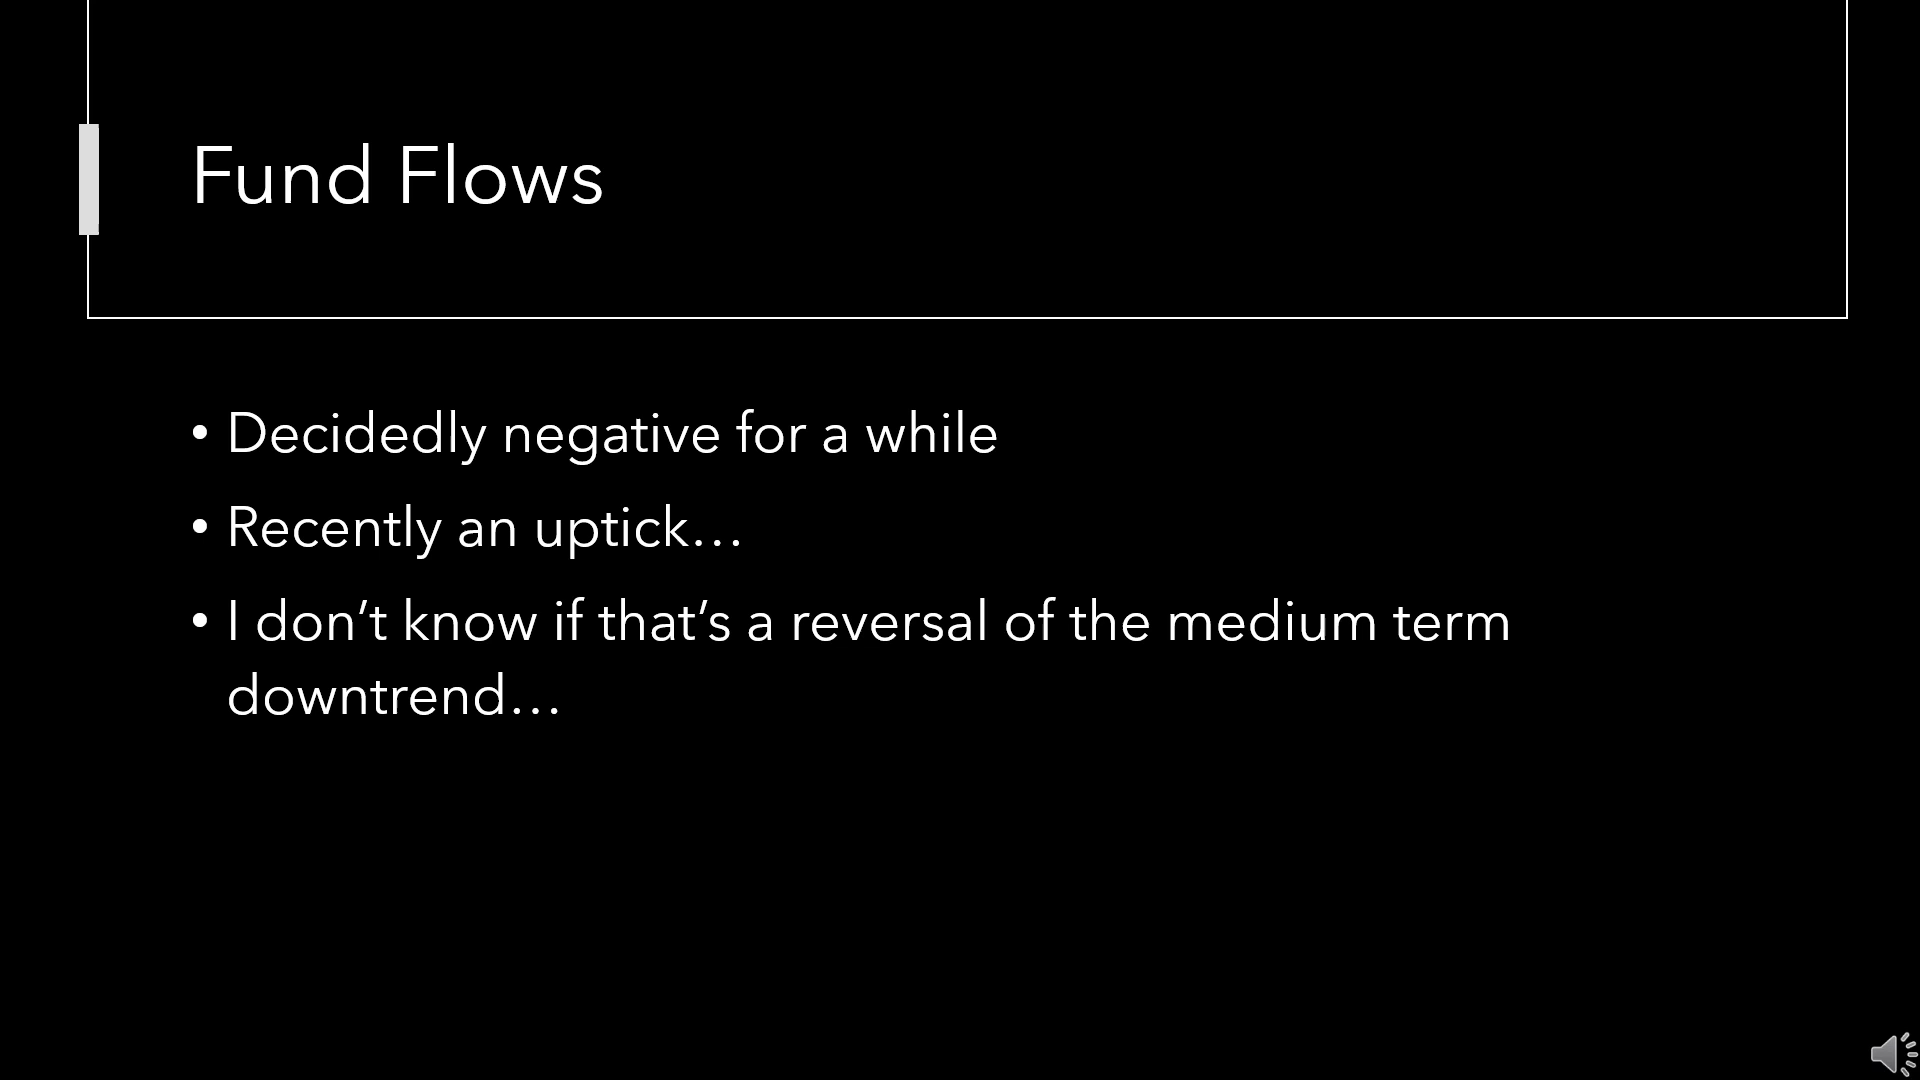 Fund Flows
• Decidedly negative for a while
• Recently an uptick…
• I don’t know if that’s a reversal of the medium term
downtrend…